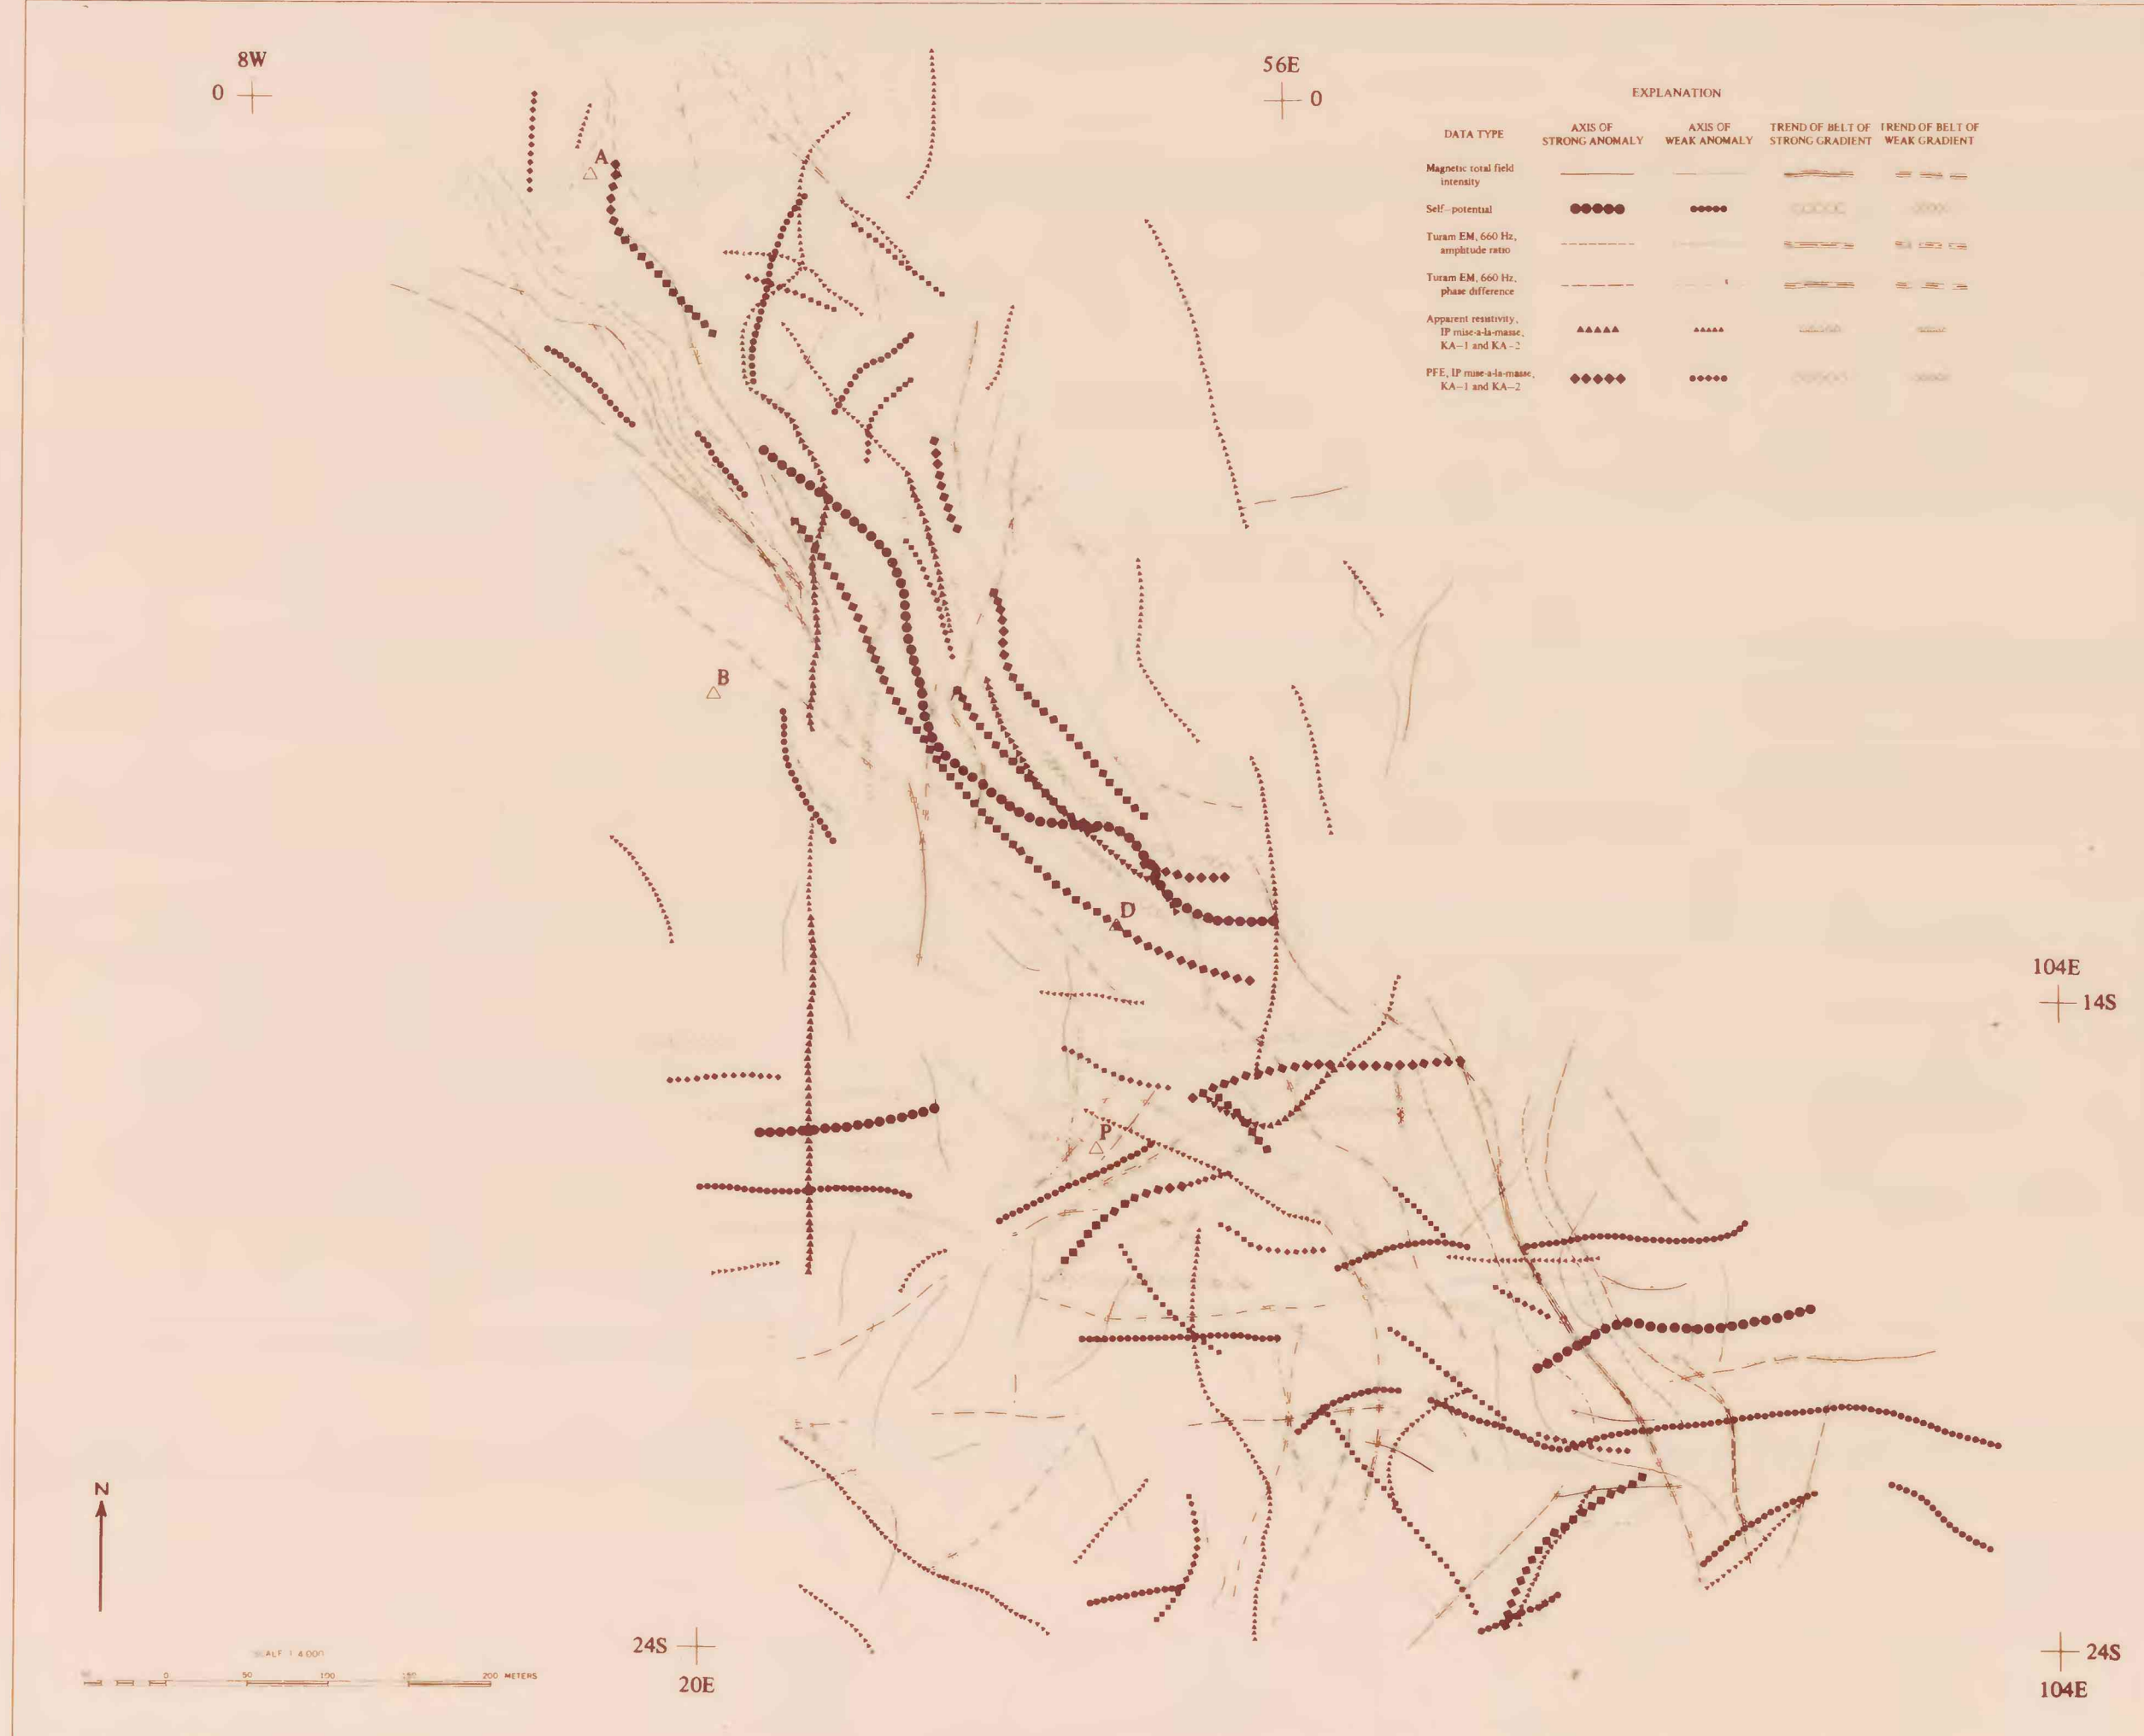 8W
0
56E
0
EXPLANATION
DATA TYPE
AXIS OF
STRONG ANOMALY
AXIS OF
WEAK ANOMALY
TREND OF BELT OF
STRONG GRADIENT
TREND OF BELT OF
WEAK GRADIENT
Magnetic total field
intensity
Self-potential
Turam EM, 660 Hz,
amplitude ratio
Turam EM, 660 Hz,
phase difference
Apparent resistivity,
IP mise-a-la-masse,
KA-1 and KA-2
PFE, IP mise-a-la-masse,
KA-1 and KA-2
A
B
D
104E
14S
P
N
SCALE 1:4000
0 50 100 150 200 METERS
24S
20E
24S
104E